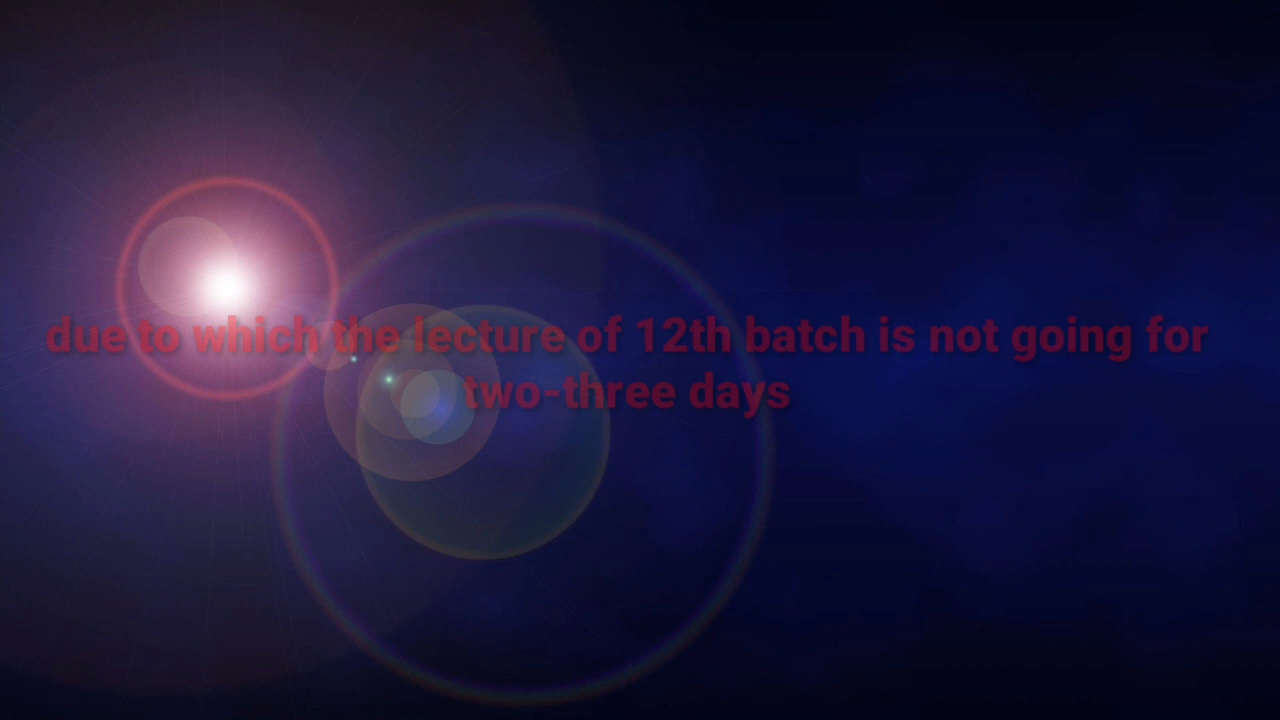 due to which the lecture of 12th batch is not going for
two-three days